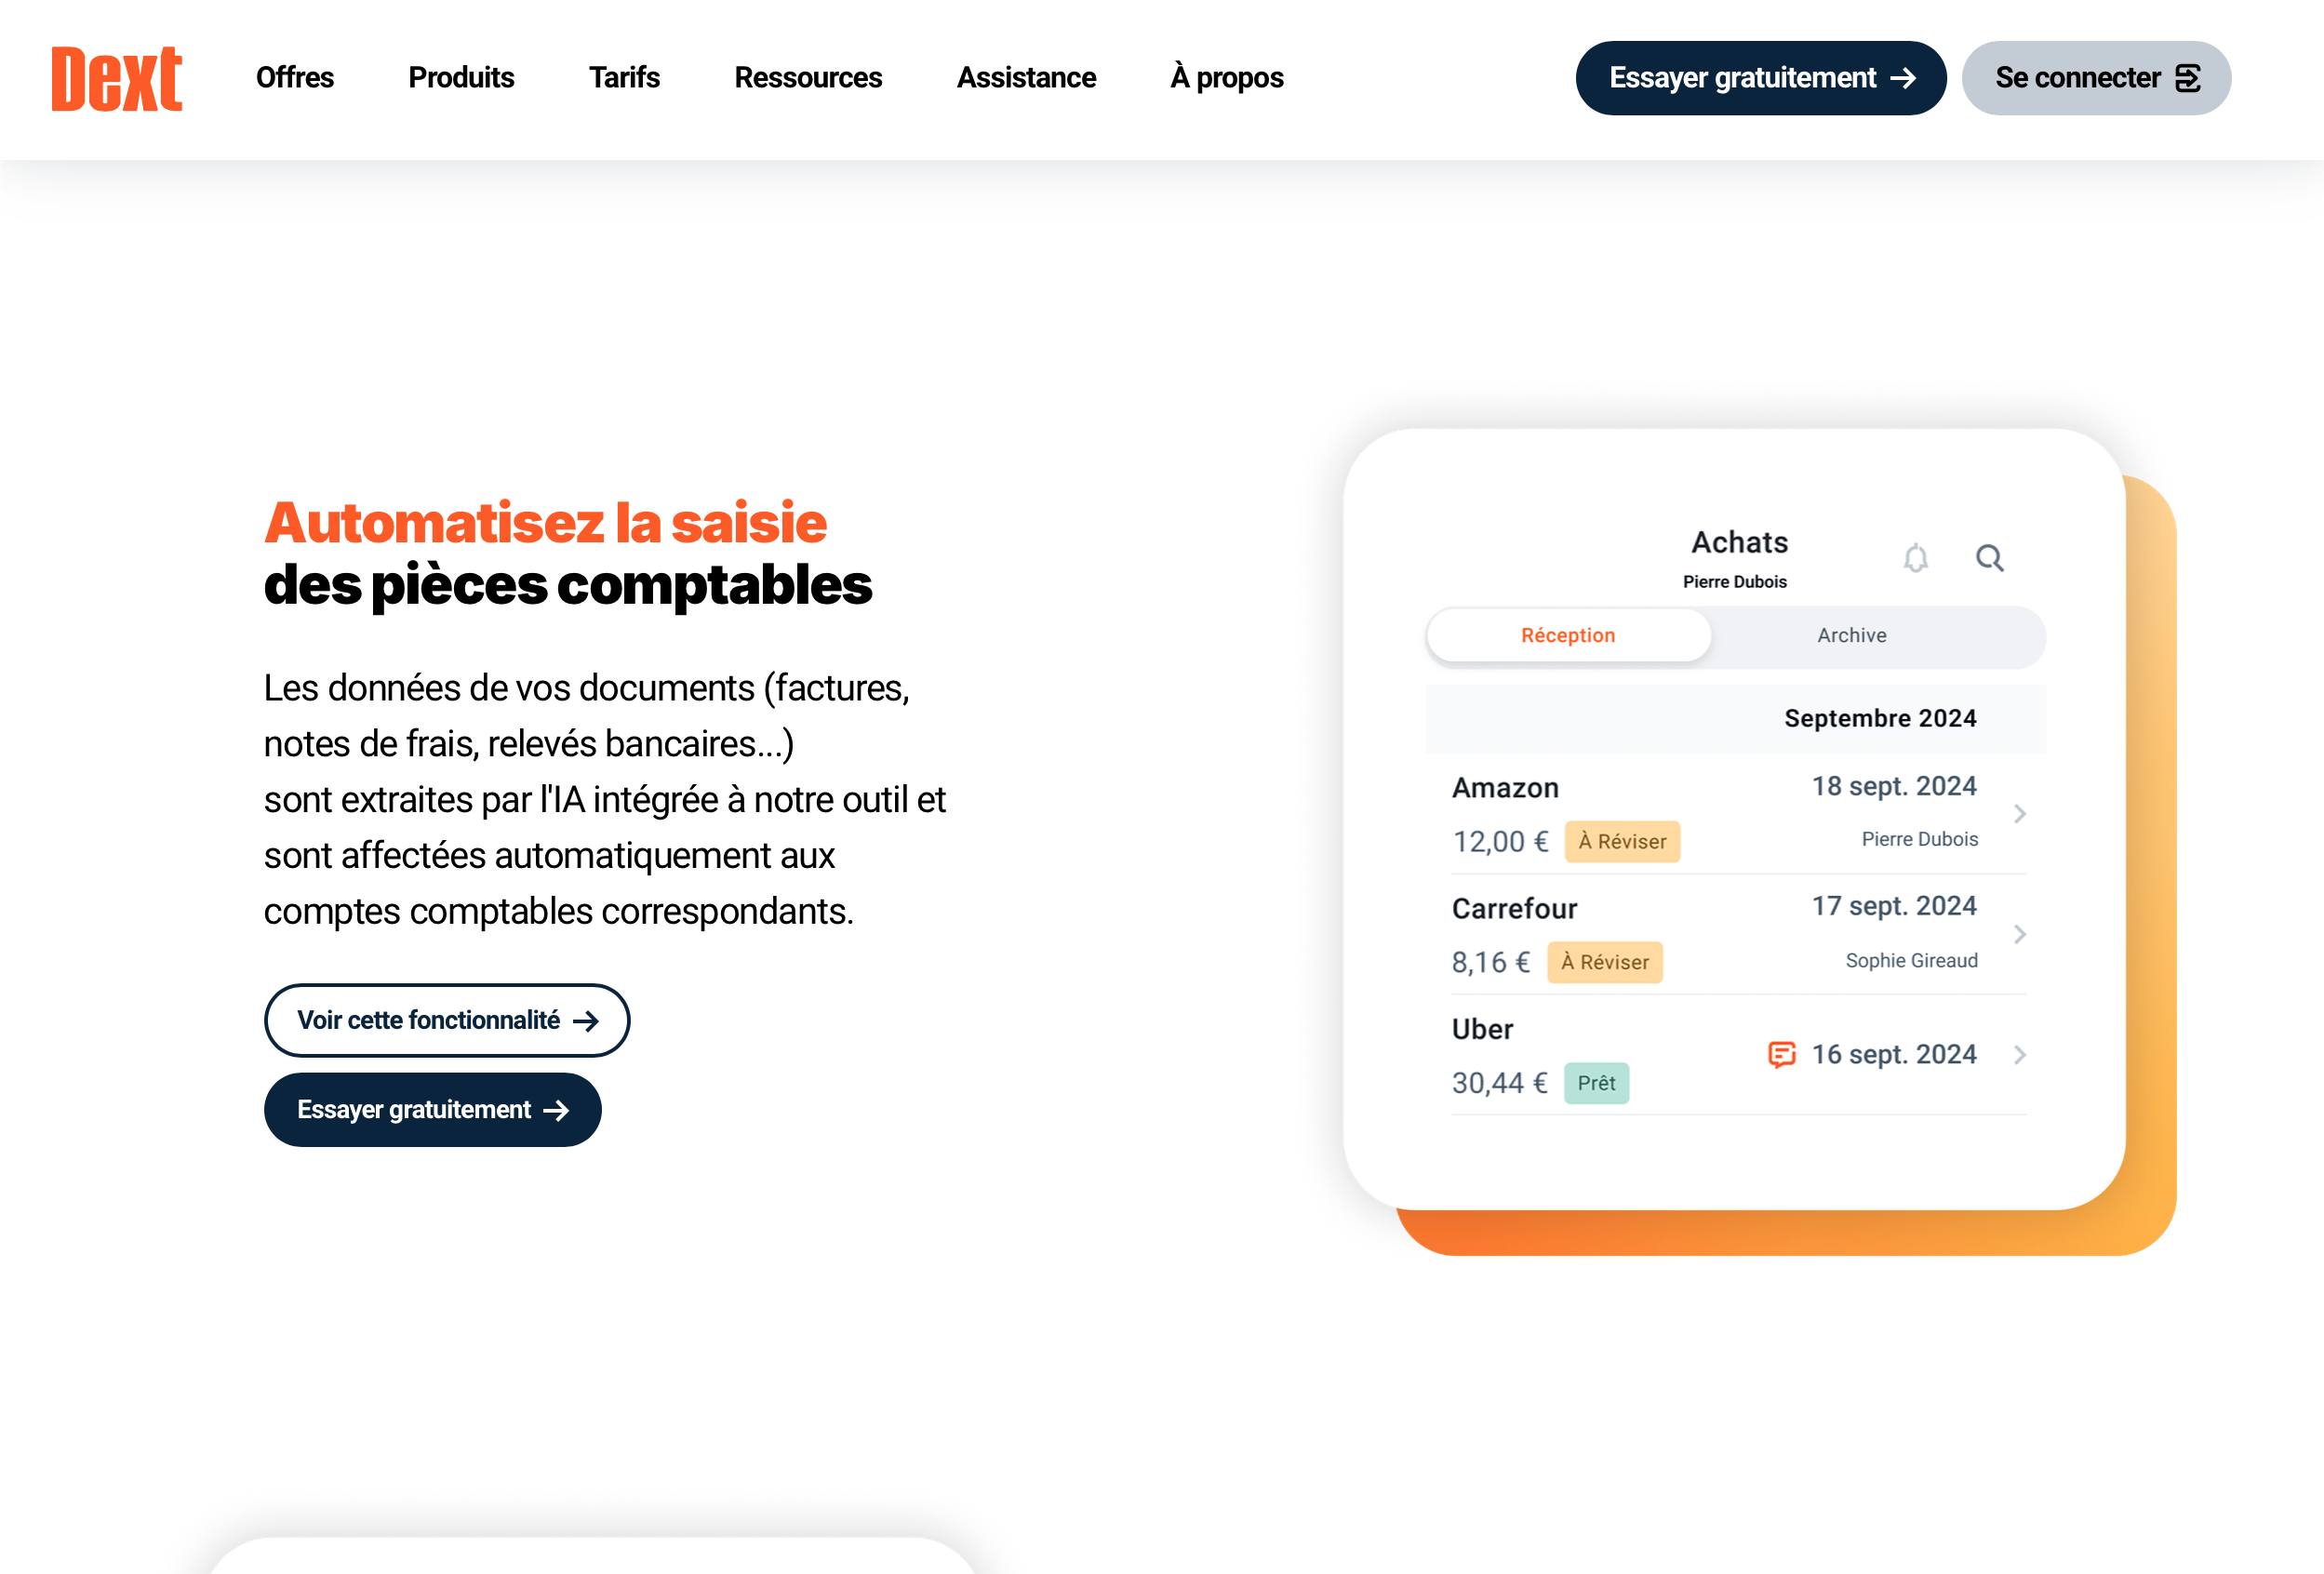 Dext
Offres
Produits
Tarifs
Ressources
Assistance
À propos
Essayer gratuitement
Se connecter
Automatisez la saisie
des pièces comptables
Les données de vos documents (factures,
notes de frais, relevés bancaires...)
sont extraites par l'IA intégrée à notre outil et
sont affectées automatiquement aux
comptes comptables correspondants.
Voir cette fonctionnalité
Essayer gratuitement
Achats
Pierre Dubois
Réception
Archive
Septembre 2024
Amazon
18 sept. 2024
12,00 €
À Réviser
Pierre Dubois
Carrefour
17 sept. 2024
8,16 €
À Réviser
Sophie Gireaud
Uber
16 sept. 2024
30,44 €
Prêt